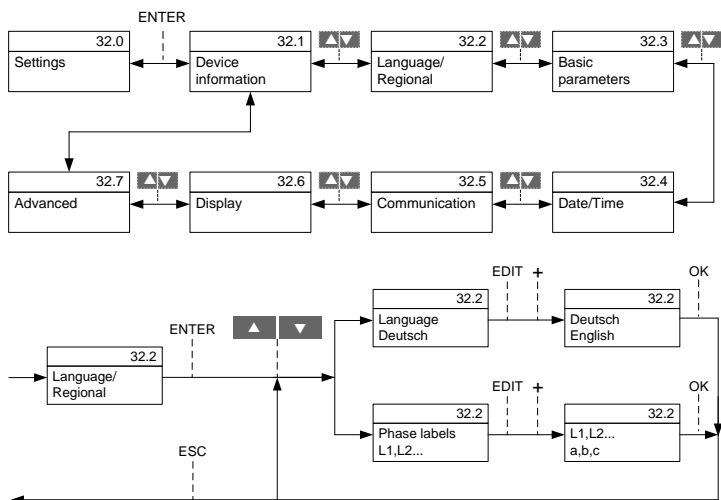 ENTER
32.0
Settings
32.1
Device
information
32.2
Language/
Regional
32.3
Basic
parameters
32.7
Advanced
32.6
Display
32.5
Communication
32.4
Date/Time
EDIT +
OK
32.2
Language
Deutsch
32.2
Deutsch
English
ENTER
32.2
Language/
Regional
EDIT +
OK
32.2
Phase labels
L1,L2...
32.2
L1,L2...
a,b,c
ESC